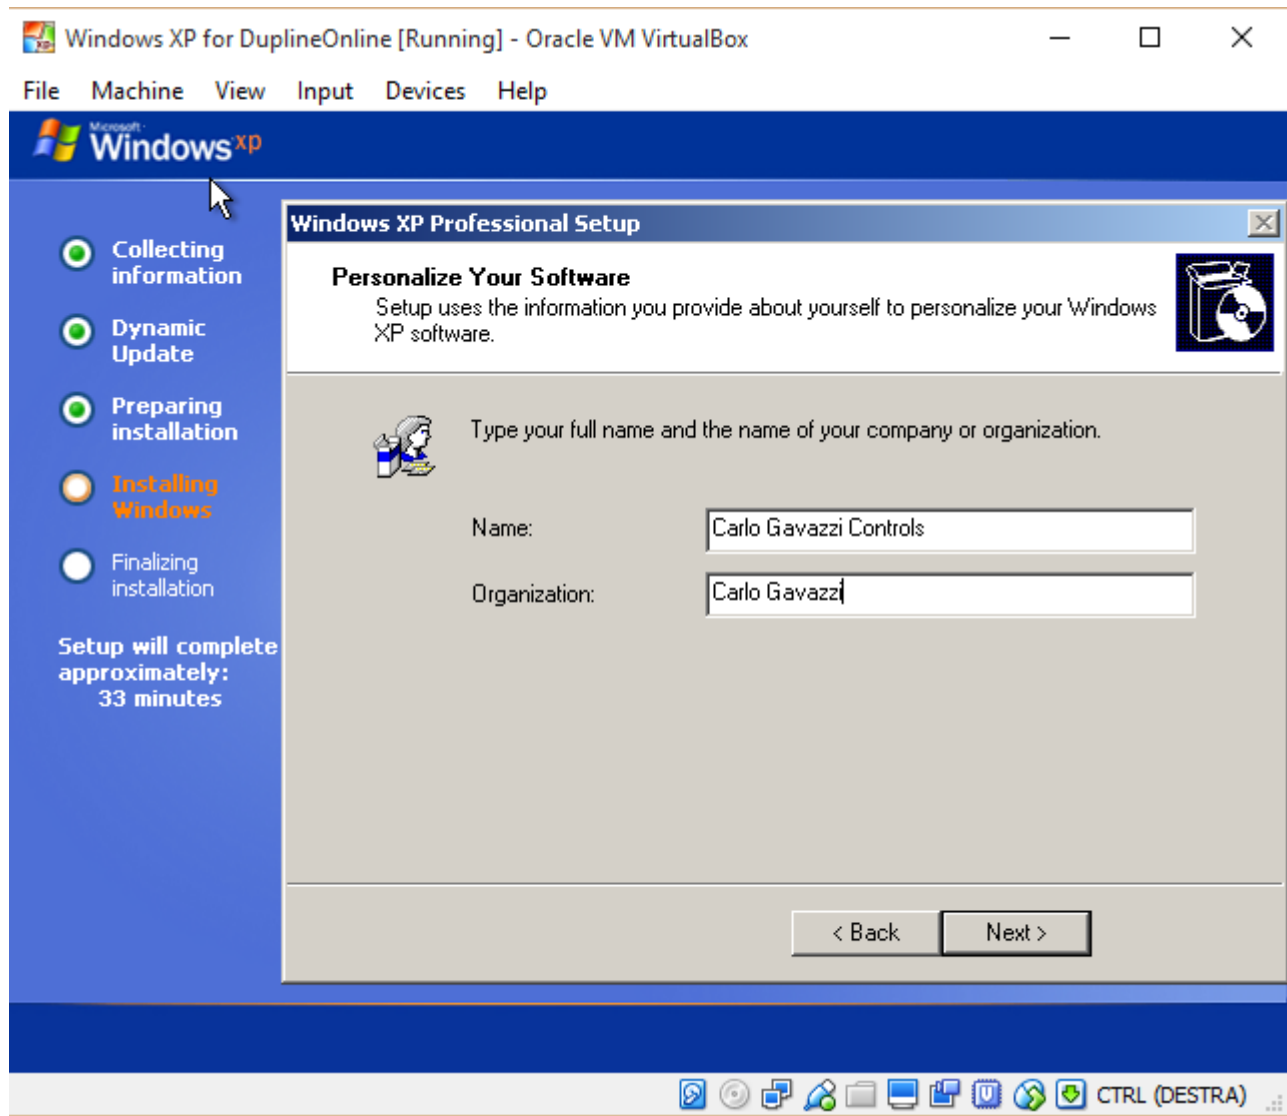 Windows XP for DuplineOnline [Running] - Oracle VM VirtualBox
File Machine View Input Devices Help
Microsoft
Windows xp
Collecting
information
Dynamic
Update
Preparing
installation
Installing
Windows
Finalizing
installation
Setup will complete
approximately:
33 minutes
Windows XP Professional Setup
Personalize Your Software
Setup uses the information you provide about yourself to personalize your Windows
XP software.
Type your full name and the name of your company or organization.
Name: Carlo Gavazzi Controls
Organization: Carlo Gavazzi
< Back Next >
CTRL (DESTRA)